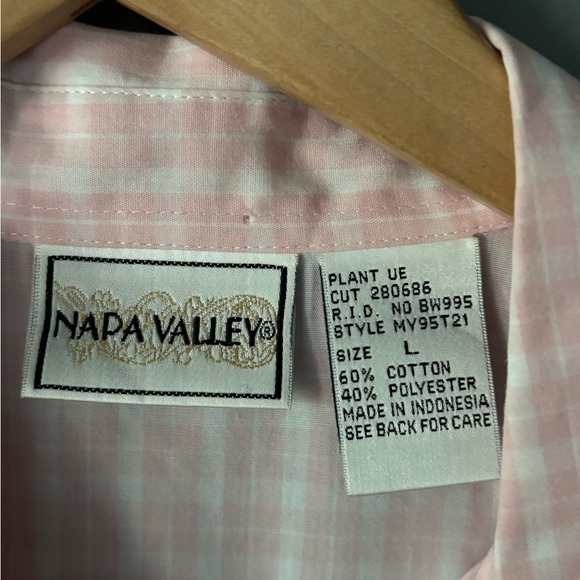 NAPA VALLEY®
PLANT UE
CUT 280686
R.I.D. NO BW995
STYLE MY95T21
SIZE L
60% COTTON
40% POLYESTER
MADE IN INDONESIA
SEE BACK FOR CARE